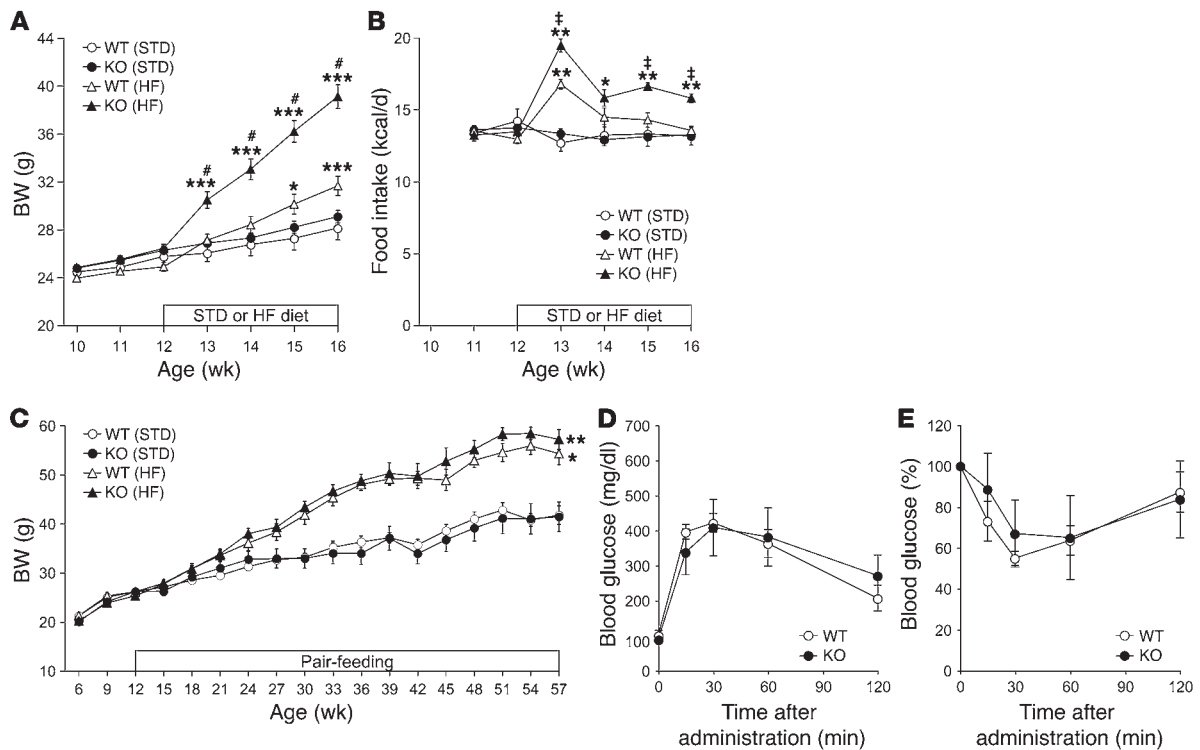 A
44
40
36
32
28
24
20
BW (g)
WT (STD)
KO (STD)
WT (HF)
KO (HF)
#
***
#
***
#
***
*
#
***
***
STD or HF diet
10 11 12 13 14 15 16
Age (wk)
B
20
15
10
5
0
Food intake (kcal/d)
‡
**
**
*
‡
**
‡
**
WT (STD)
KO (STD)
WT (HF)
KO (HF)
STD or HF diet
10 11 12 13 14 15 16
Age (wk)
C
60
50
40
30
20
10
BW (g)
WT (STD)
KO (STD)
WT (HF)
KO (HF)
**
*
Pair-feeding
6 9 12 15 18 21 24 27 30 33 36 39 42 45 48 51 54 57
Age (wk)
D
700
600
500
400
300
200
100
0
Blood glucose (mg/dl)
WT
KO
0 30 60 90 120
Time after
administration (min)
E
120
100
80
60
40
20
0
Blood glucose (%)
WT
KO
0 30 60 90 120
Time after
administration (min)